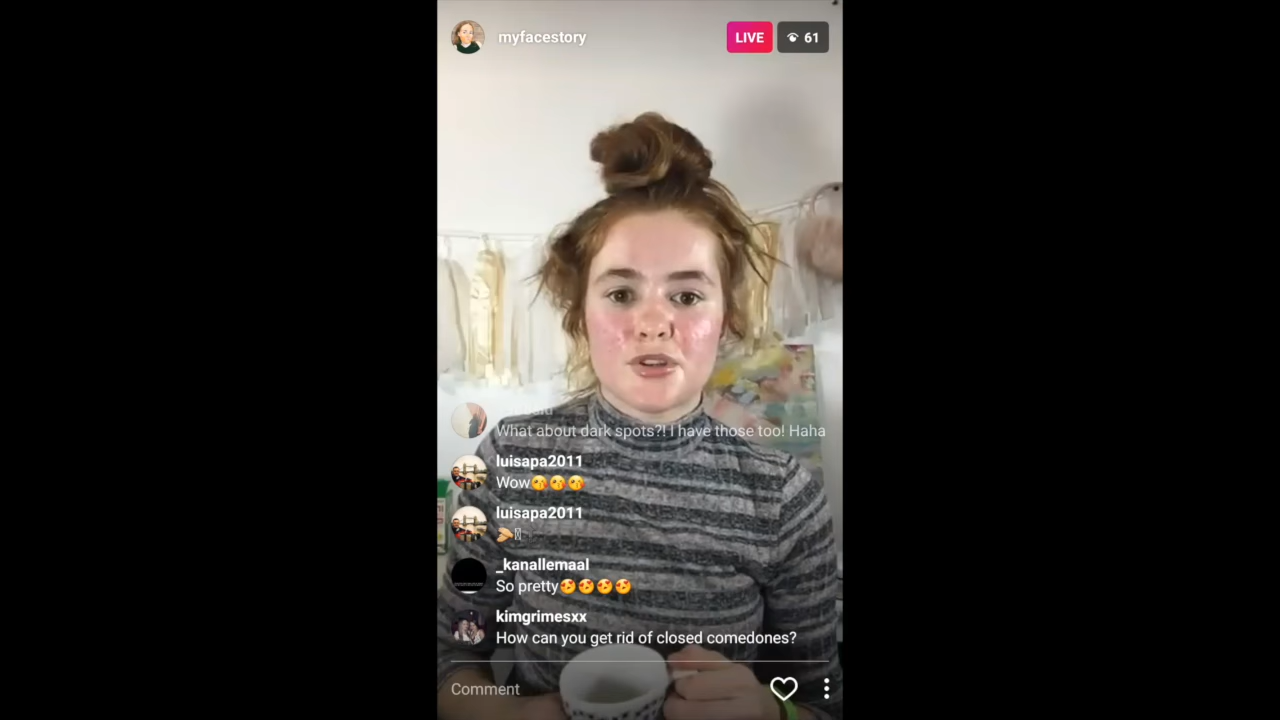 myfacestory
LIVE
61
What about dark spots?! I have those too! Haha
luisapa2011
Wow😘😘😘
luisapa2011
_kanallemaal
So pretty😍😍😍😍
kimgrimesxx
How can you get rid of closed comedones?
Comment